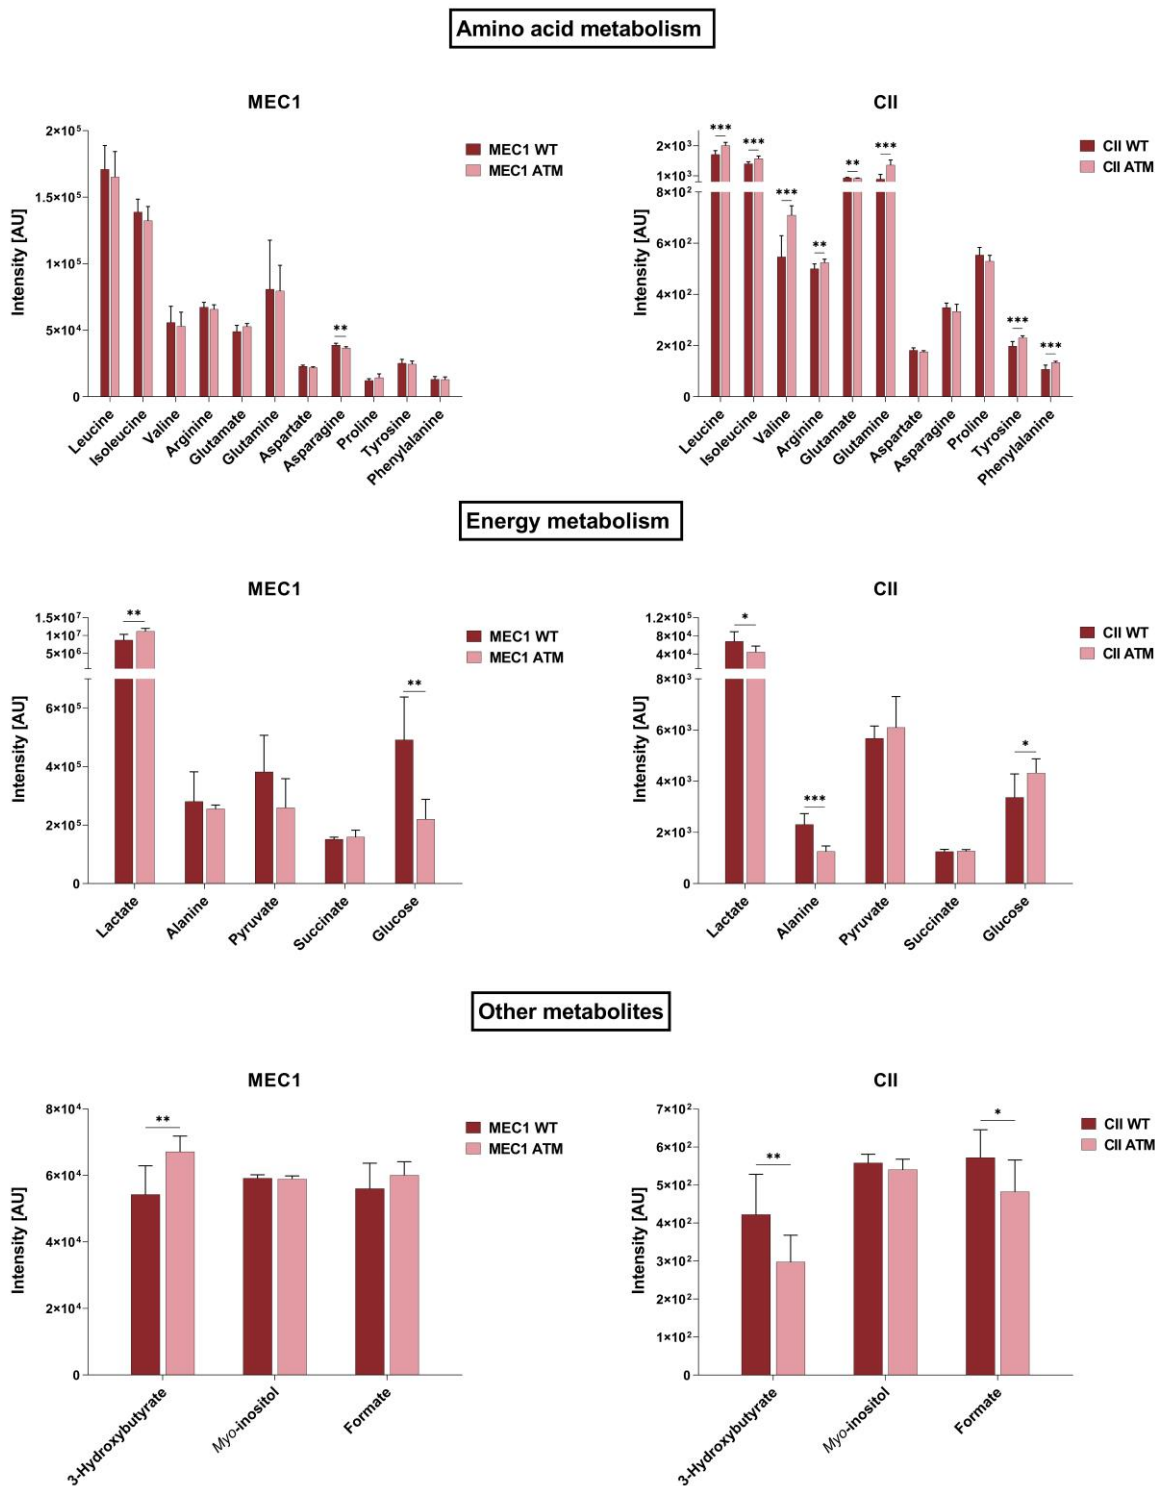 Amino acid metabolism
MEC1
2×10⁵
1.5×10⁵
1×10⁵
5×10⁴
0
Intensity [AU]
**
MEC1 WT
MEC1 ATM
Leucine
Isoleucine
Valine
Arginine
Glutamate
Glutamine
Aspartate
Asparagine
Proline
Tyrosine
Phenylalanine
CII
2×10³
1×10³
8×10²
6×10²
4×10²
2×10²
0
Intensity [AU]
***
***
***
**
**
***
***
***
CII WT
CII ATM
Leucine
Isoleucine
Valine
Arginine
Glutamate
Glutamine
Aspartate
Asparagine
Proline
Tyrosine
Phenylalanine
Energy metabolism
MEC1
1.5×10⁷
1×10⁷
5×10⁶
6×10⁵
4×10⁵
2×10⁵
0
Intensity [AU]
**
**
MEC1 WT
MEC1 ATM
Lactate
Alanine
Pyruvate
Succinate
Glucose
CII
1.2×10⁵
8×10⁴
4×10⁴
8×10³
6×10³
4×10³
2×10³
0
Intensity [AU]
*
***
*
CII WT
CII ATM
Lactate
Alanine
Pyruvate
Succinate
Glucose
Other metabolites
MEC1
8×10⁴
6×10⁴
4×10⁴
2×10⁴
0
Intensity [AU]
**
MEC1 WT
MEC1 ATM
3-Hydroxybutyrate
Myo-inositol
Formate
CII
7×10²
6×10²
5×10²
4×10²
3×10²
2×10²
1×10²
0
Intensity [AU]
**
*
CII WT
CII ATM
3-Hydroxybutyrate
Myo-inositol
Formate